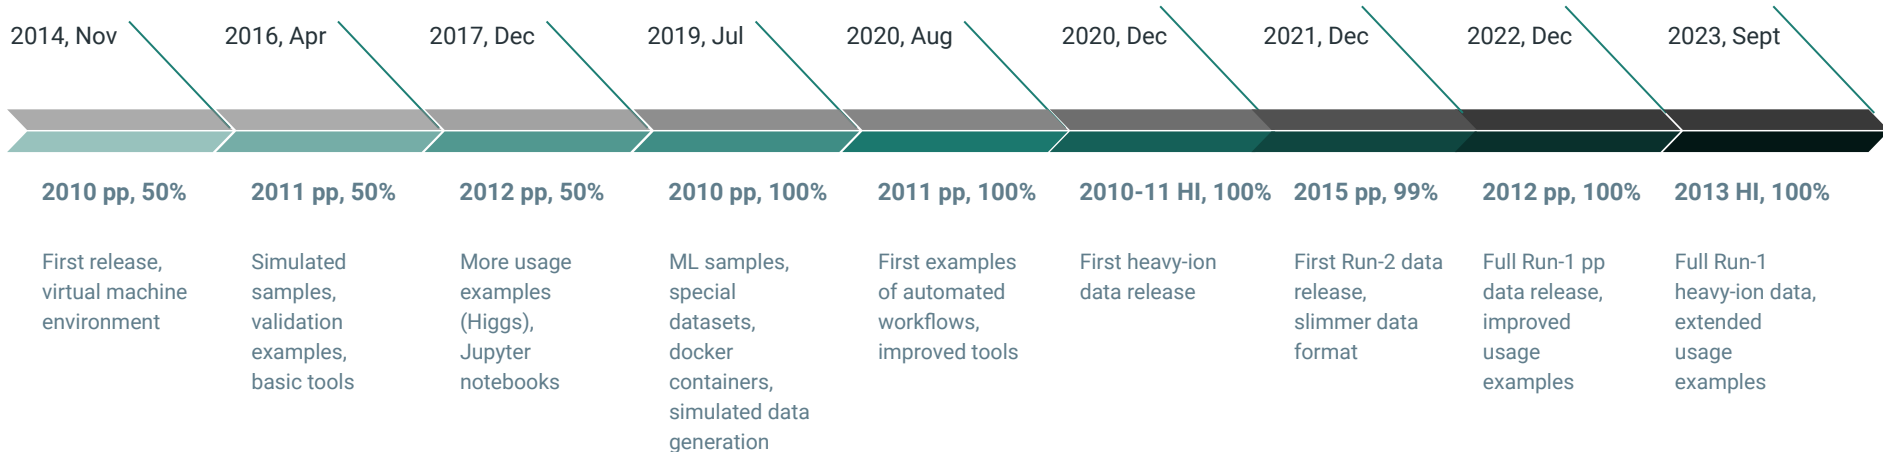 2014, Nov
2016, Apr
2017, Dec
2019, Jul
2020, Aug
2020, Dec
2021, Dec
2022, Dec
2023, Sept
2010 pp, 50%
First release,
virtual machine
environment
2011 pp, 50%
Simulated
samples,
validation
examples,
basic tools
2012 pp, 50%
More usage
examples
(Higgs),
Jupyter
notebooks
2010 pp, 100%
ML samples,
special
datasets,
docker
containers,
simulated data
generation
2011 pp, 100%
First examples
of automated
workflows,
improved tools
2010-11 HI, 100%
First heavy-ion
data release
2015 pp, 99%
First Run-2 data
release,
slimmer data
format
2012 pp, 100%
Full Run-1 pp
data release,
improved
usage
examples
2013 HI, 100%
Full Run-1
heavy-ion data,
extended
usage
examples